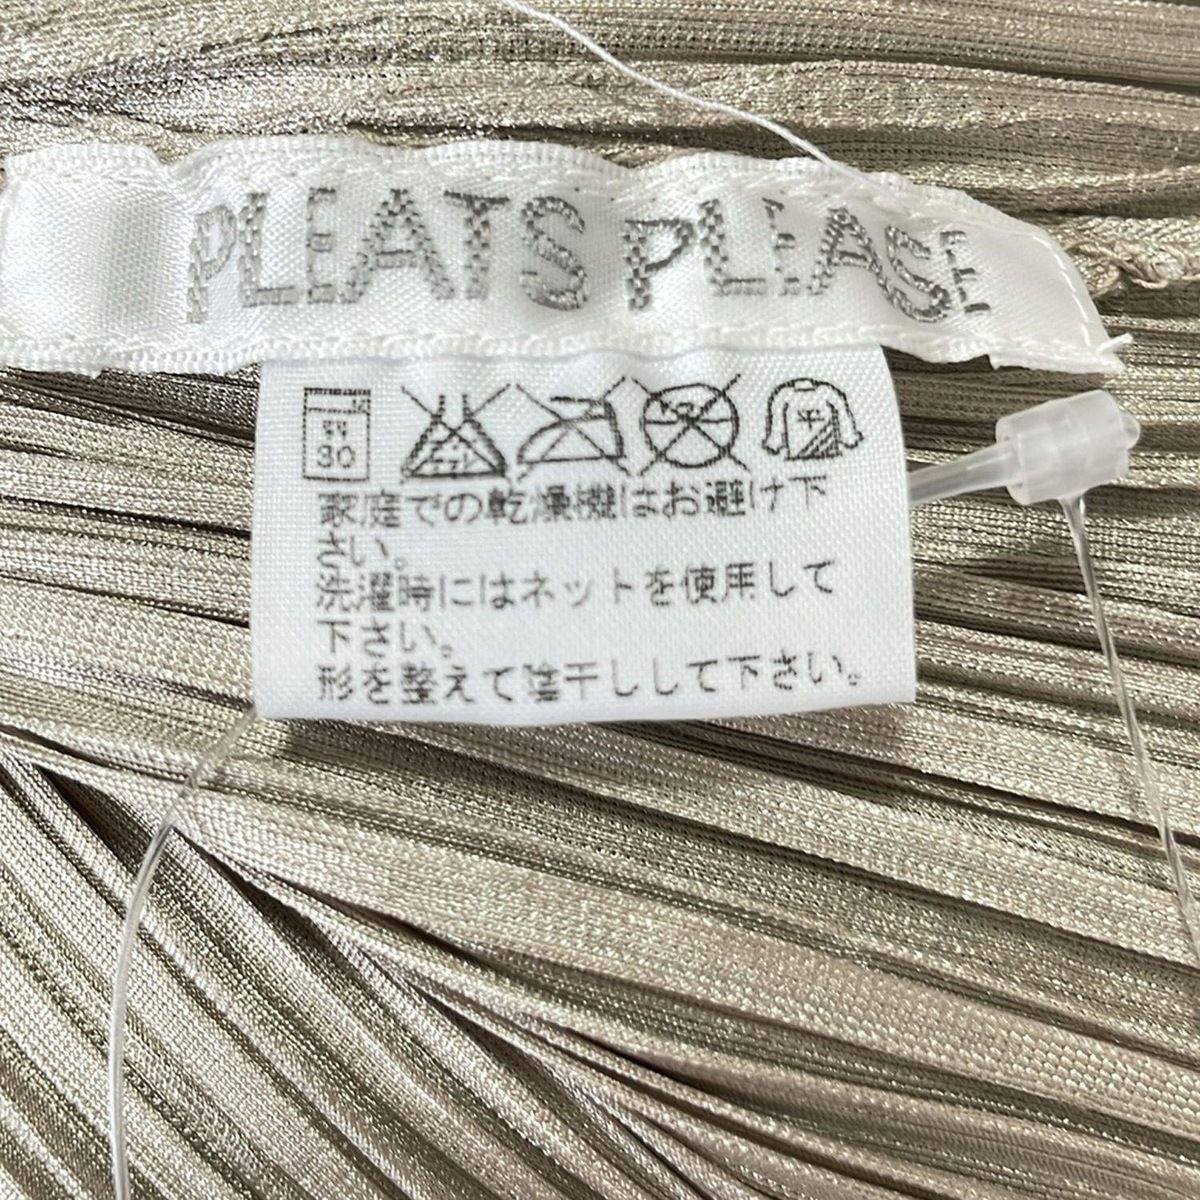 PLEATS PLEASE
弱
30
平
家庭での乾燥機はお避け下
さい。
洗濯時にはネットを使用して
下さい。
形を整えて陰干しして下さい。